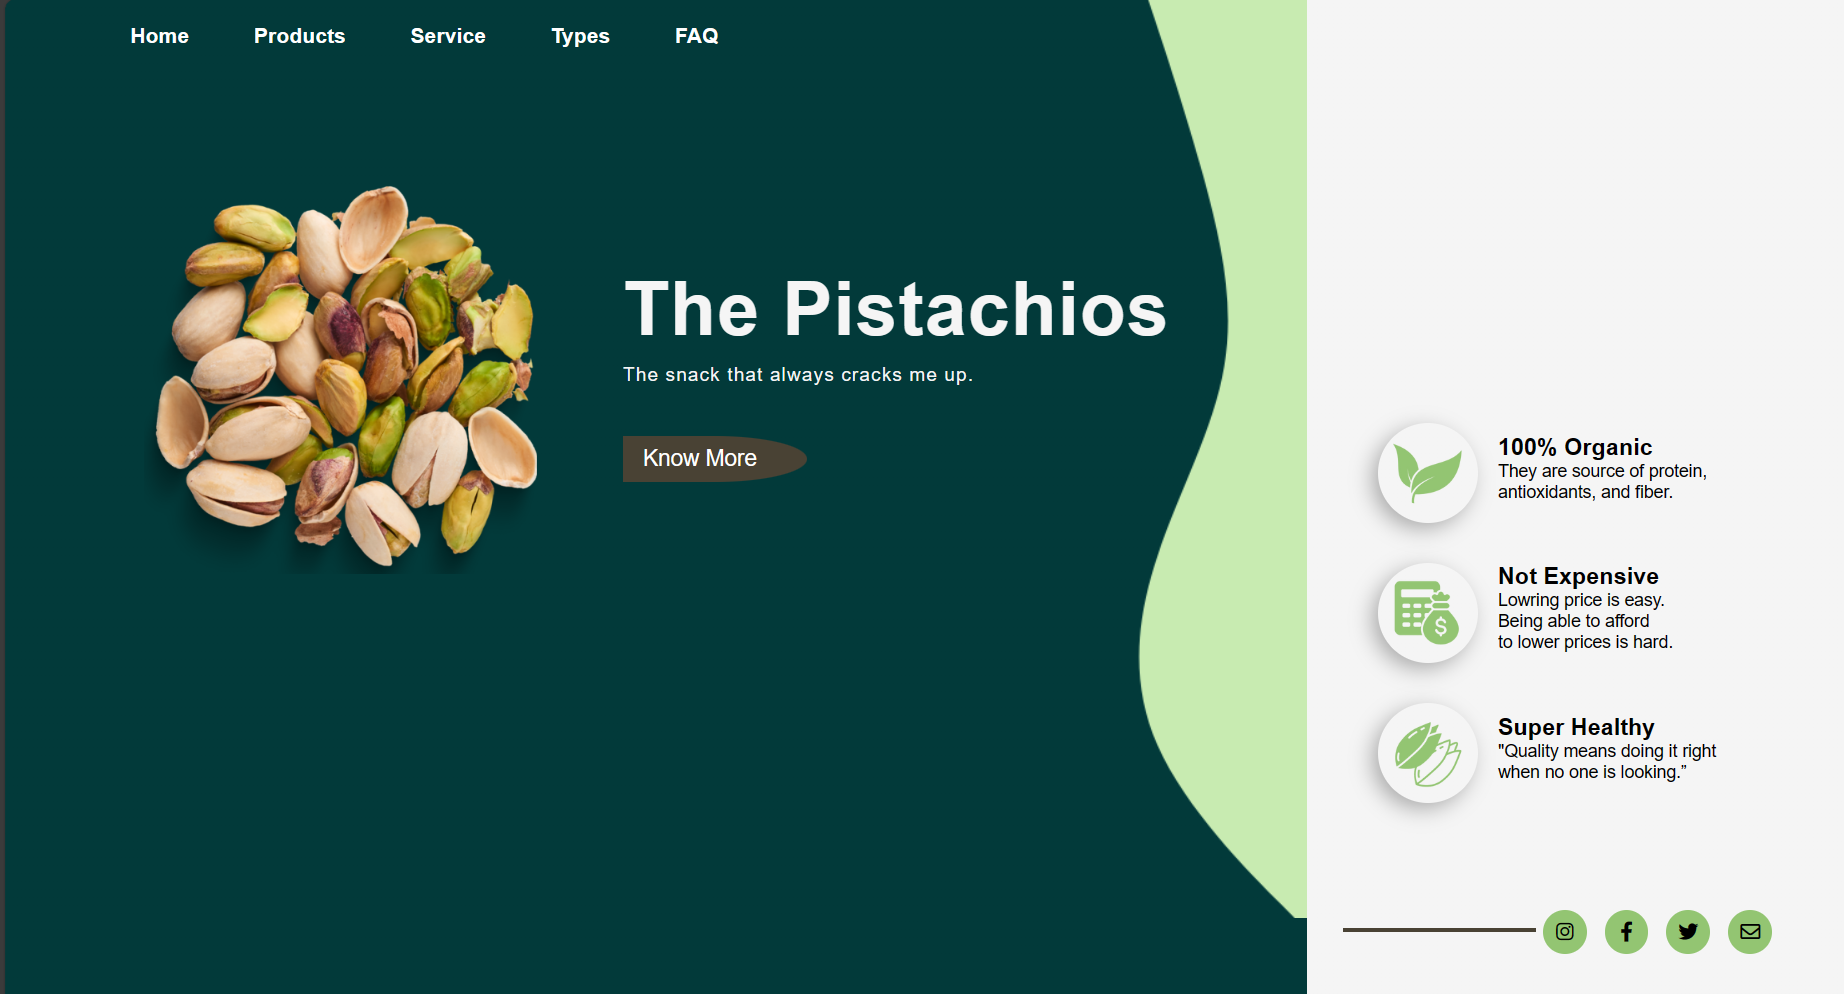 Home Products Service Types FAQ
The Pistachios
The snack that always cracks me up.
Know More
100% Organic
They are source of protein,
antioxidants, and fiber.
Not Expensive
Lowring price is easy.
Being able to afford
to lower prices is hard.
$
Super Healthy
"Quality means doing it right
when no one is looking.”